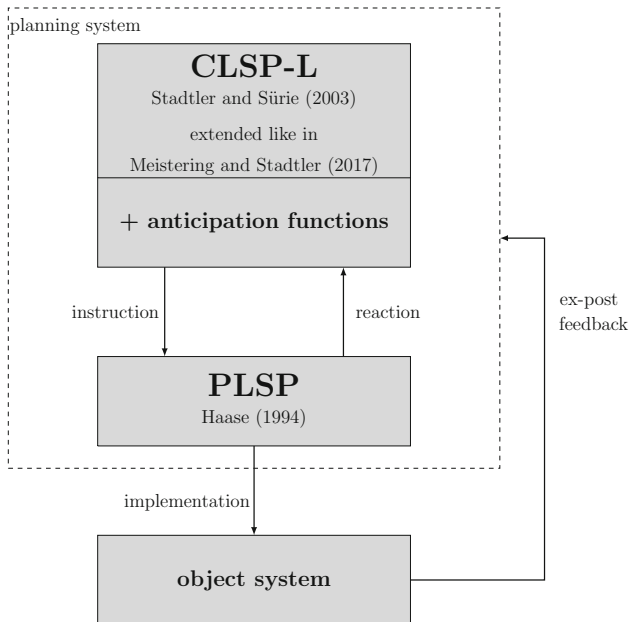 planning system
CLSP-L
Stadtler and Sürie (2003)
extended like in
Meistering and Stadtler (2017)
+ anticipation functions
instruction
reaction
ex-post
feedback
PLSP
Haase (1994)
implementation
object system